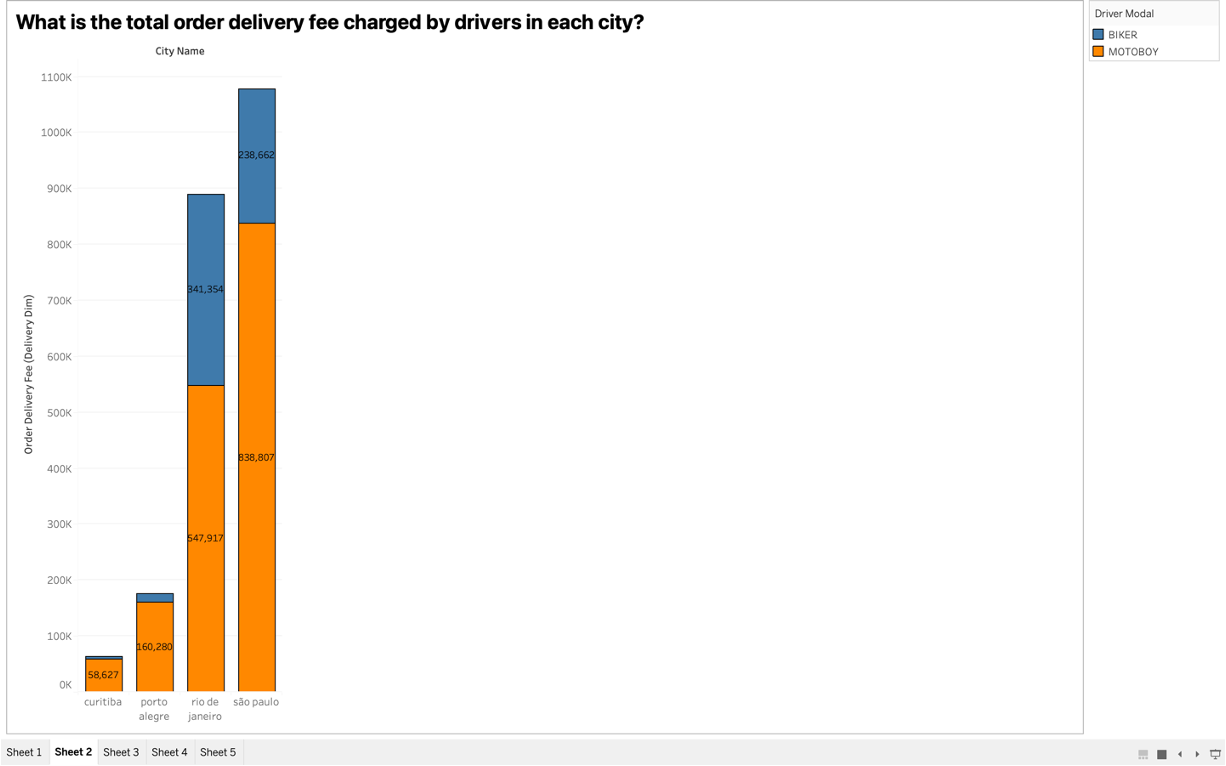 What is the total order delivery fee charged by drivers in each city?
City Name
Driver Modal
BIKER
MOTOBOY
Order Delivery Fee (Delivery Dim)
1100K
1000K
900K
800K
700K
600K
500K
400K
300K
200K
100K
0K
238,662
341,354
838,807
547,917
160,280
58,627
curitiba
porto
alegre
rio de
janeiro
são paulo
Sheet 1 Sheet 2 Sheet 3 Sheet 4 Sheet 5